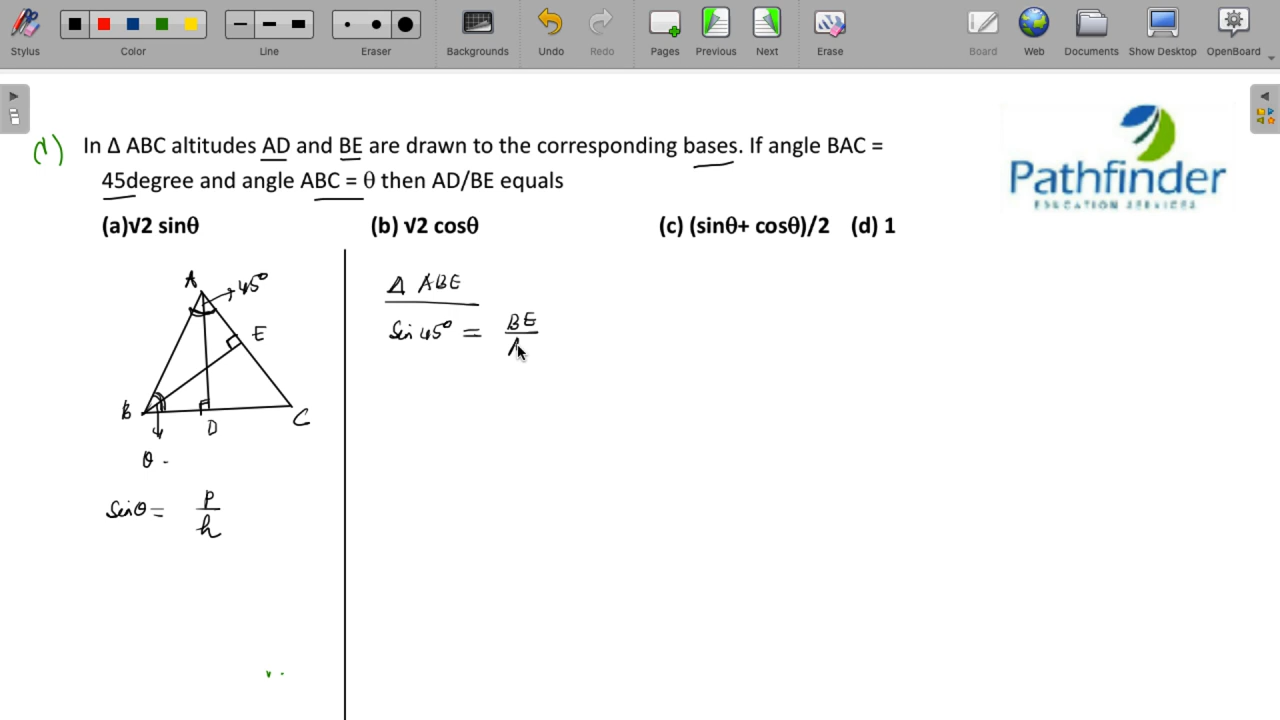 Stylus
Color
Line
Eraser
Backgrounds
Undo
Redo
Pages
Previous
Next
Erase
Board
Web
Documents
Show Desktop
OpenBoard
d) In Δ ABC altitudes AD and BE are drawn to the corresponding bases. If angle BAC =
45degree and angle ABC = θ then AD/BE equals
(a)√2 sinθ (b) √2 cosθ (c) (sinθ+ cosθ)/2 (d) 1
Pathfinder
EDUCATION SERVICES
A
45°
E
B
D
C
θ
sinθ = p/h
Δ ABE
sin 45° = BE/A